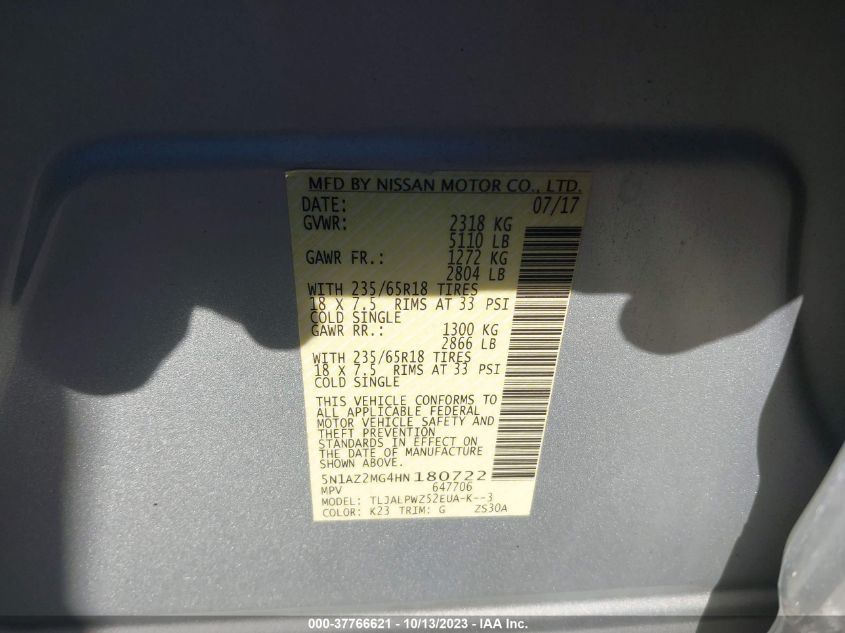 MFD BY NISSAN MOTOR CO., LTD.
DATE: 07/17
GVWR: 2318 KG
5110 LB
GAWR FR.: 1272 KG
2804 LB
WITH 235/65R18 TIRES
18 X 7.5 RIMS AT 33 PSI
COLD SINGLE
GAWR RR.: 1300 KG
2866 LB
WITH 235/65R18 TIRES
18 X 7.5 RIMS AT 33 PSI
COLD SINGLE
THIS VEHICLE CONFORMS TO
ALL APPLICABLE FEDERAL
MOTOR VEHICLE SAFETY AND
THEFT PREVENTION
STANDARDS IN EFFECT ON
THE DATE OF MANUFACTURE
SHOWN ABOVE.
5N1AZ2MG4HN180722
MPV 647706
MODEL: TLJALPWZ52EUA-K--3
COLOR: K23 TRIM: G ZS30A
000-37766621 - 10/13/2023 - IAA Inc.